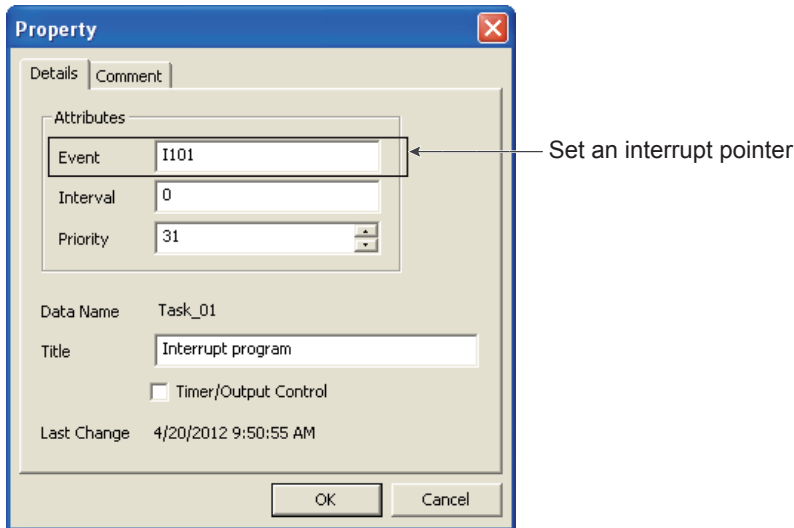 Property
Details Comment
Attributes
Event I101
Set an interrupt pointer
Interval 0
Priority 31
Data Name Task_01
Title Interrupt program
Timer/Output Control
Last Change 4/20/2012 9:50:55 AM
OK Cancel